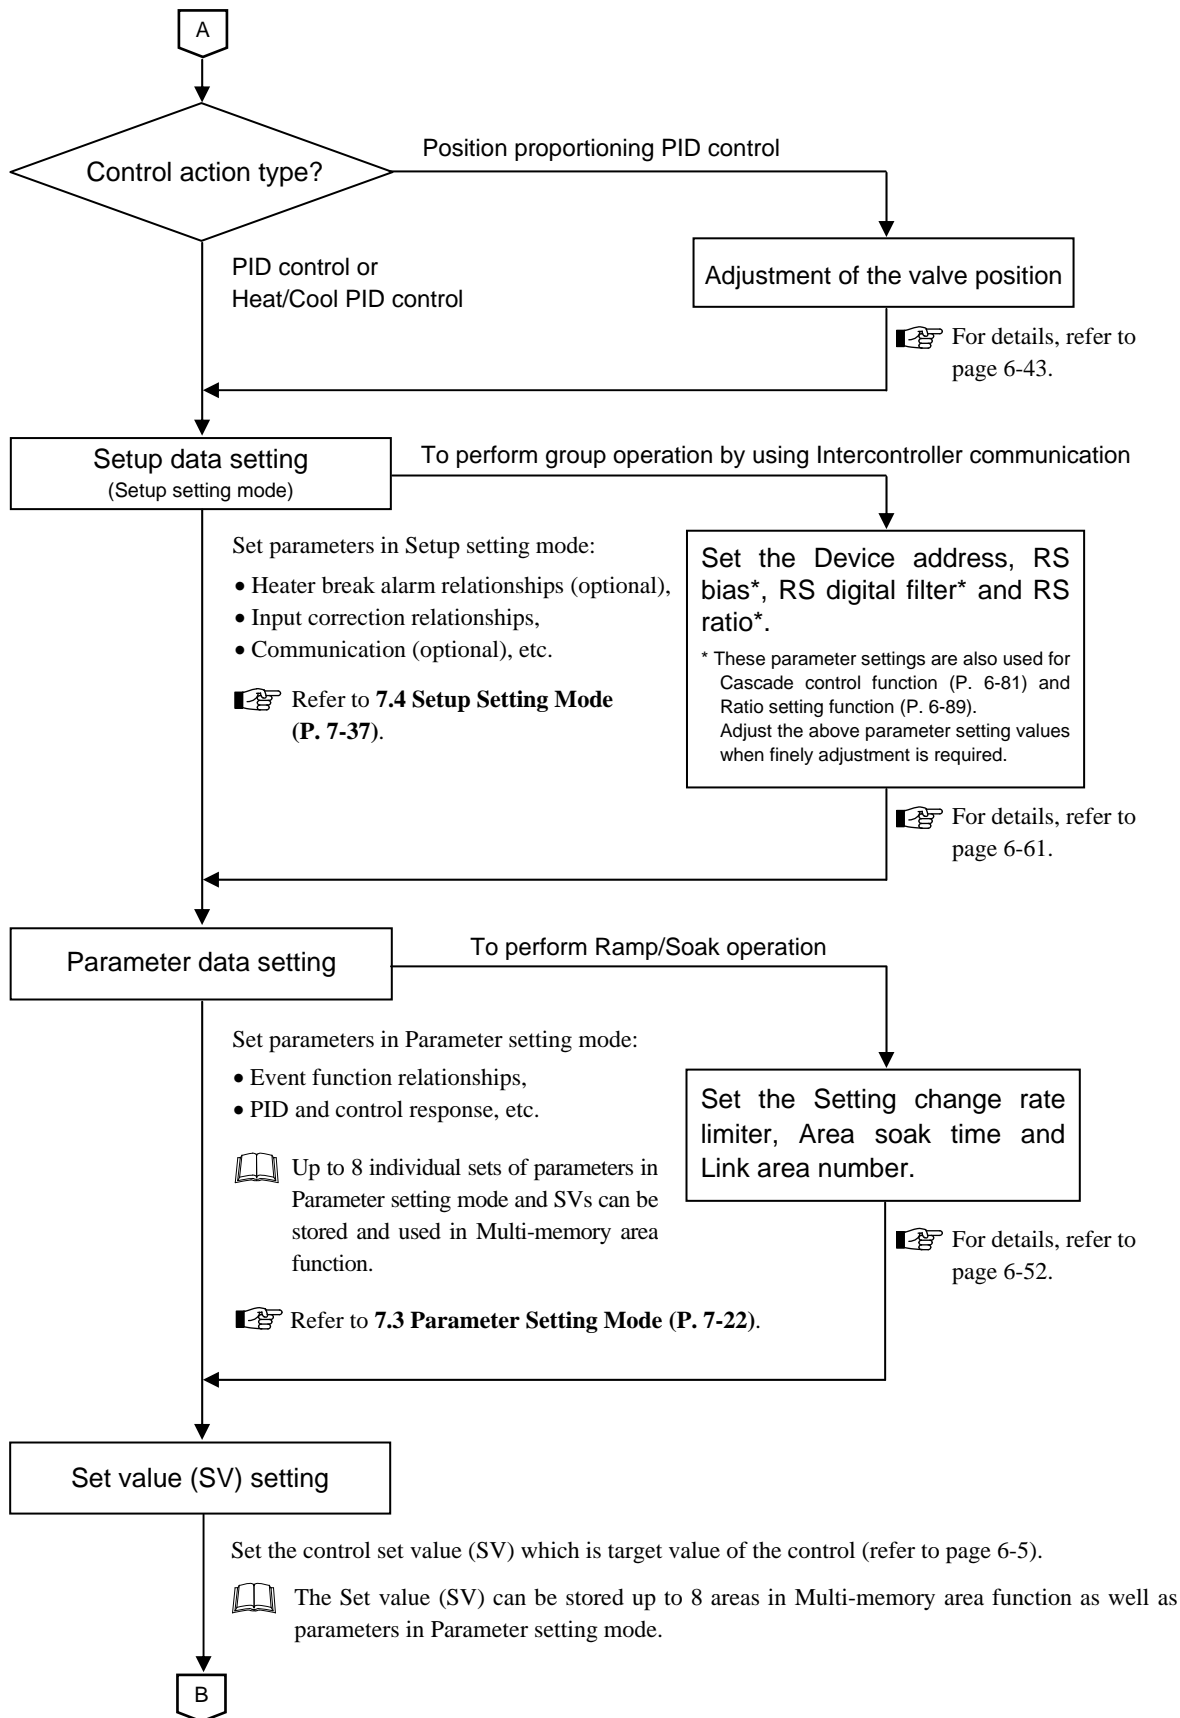 A
Position proportioning PID control
Control action type?
PID control or
Heat/Cool PID control
Adjustment of the valve position
For details, refer to
page 6-43.
Setup data setting
(Setup setting mode)
To perform group operation by using Intercontroller communication
Set parameters in Setup setting mode:
• Heater break alarm relationships (optional),
• Input correction relationships,
• Communication (optional), etc.
Refer to 7.4 Setup Setting Mode
(P. 7-37).
Set the Device address, RS
bias*, RS digital filter* and RS
ratio*.
* These parameter settings are also used for
Cascade control function (P. 6-81) and
Ratio setting function (P. 6-89).
Adjust the above parameter setting values
when finely adjustment is required.
For details, refer to
page 6-61.
Parameter data setting
To perform Ramp/Soak operation
Set parameters in Parameter setting mode:
• Event function relationships,
• PID and control response, etc.
Up to 8 individual sets of parameters in
Parameter setting mode and SVs can be
stored and used in Multi-memory area
function.
Refer to 7.3 Parameter Setting Mode (P. 7-22).
Set the Setting change rate
limiter, Area soak time and
Link area number.
For details, refer to
page 6-52.
Set value (SV) setting
Set the control set value (SV) which is target value of the control (refer to page 6-5).
The Set value (SV) can be stored up to 8 areas in Multi-memory area function as well as
parameters in Parameter setting mode.
B